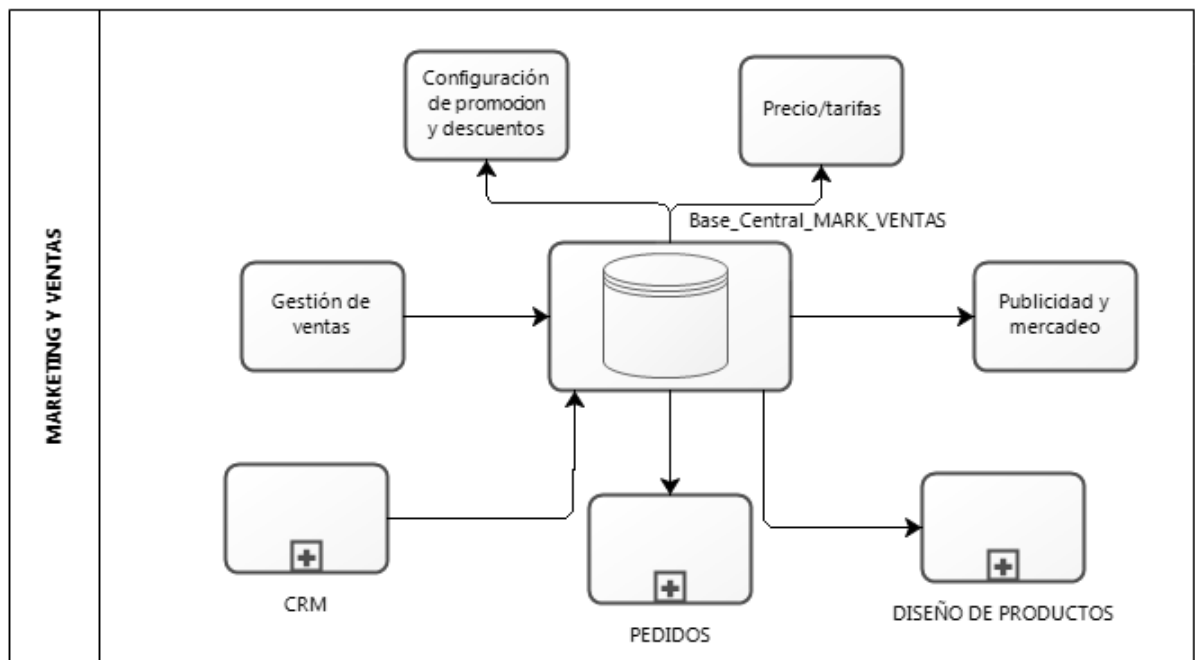 MARKETING Y VENTAS
Configuración
de promocion
y descuentos
Precio/tarifas
Base_Central_MARK_VENTAS
Gestión de
ventas
Publicidad y
mercadeo
CRM
PEDIDOS
DISEÑO DE PRODUCTOS